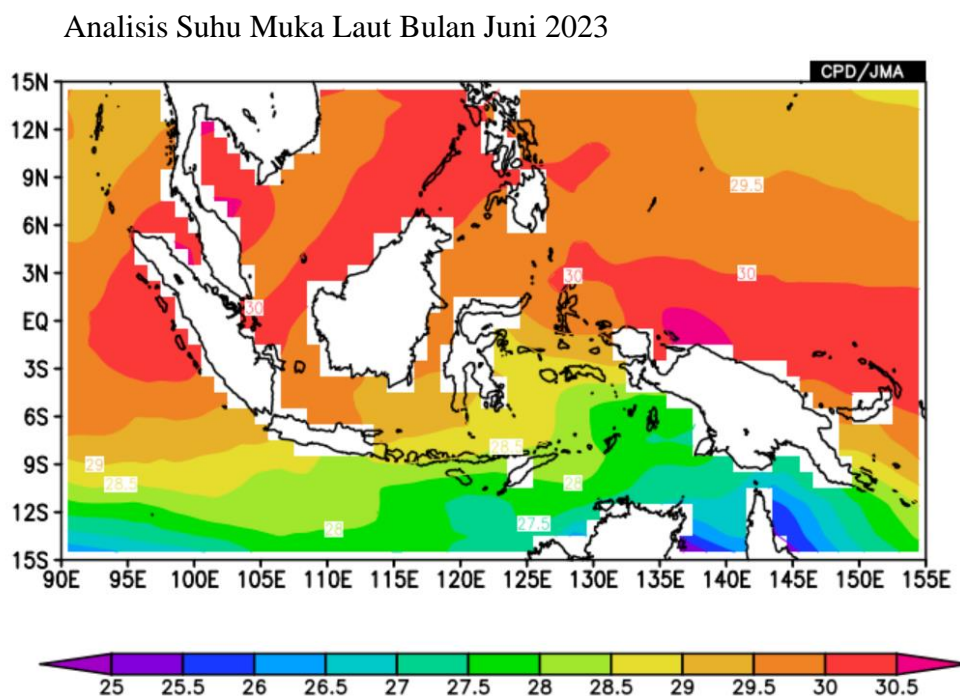 Analisis Suhu Muka Laut Bulan Juni 2023
CPD/JMA
15N
12N
9N
29.5
6N
3N
30
30
30
EQ
3S
6S
28.5
9S
29
28.5
28
12S
28
27.5
15S
90E 95E 100E 105E 110E 115E 120E 125E 130E 135E 140E 145E 150E 155E
25 25.5 26 26.5 27 27.5 28 28.5 29 29.5 30 305